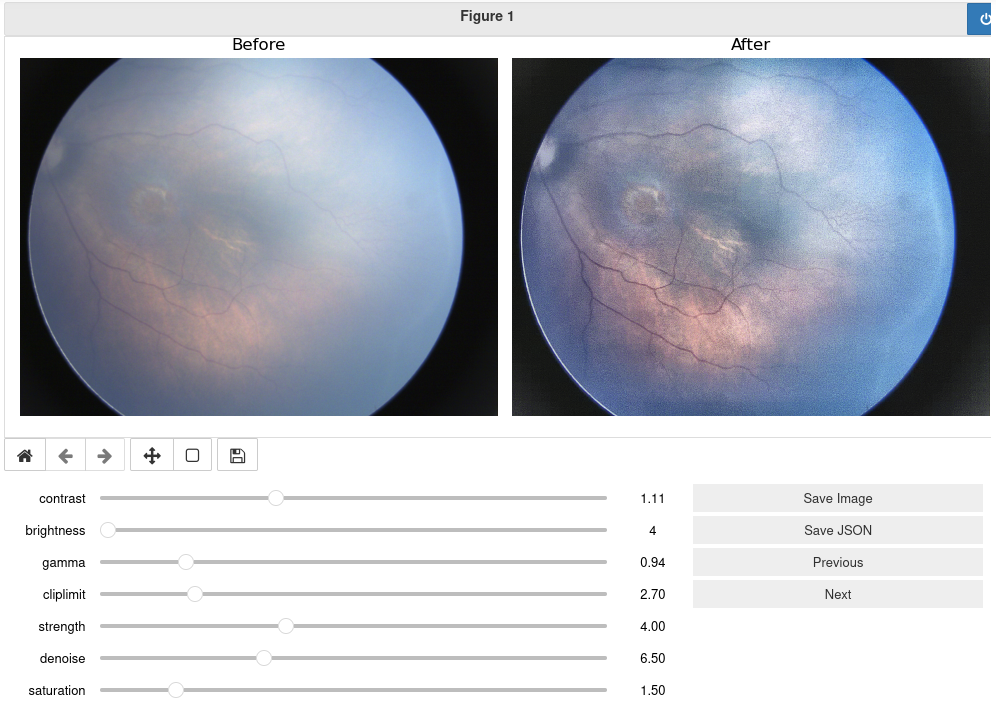 Figure 1
Before
After
contrast 1.11 Save Image
brightness 4 Save JSON
gamma 0.94 Previous
cliplimit 2.70 Next
strength 4.00
denoise 6.50
saturation 1.50